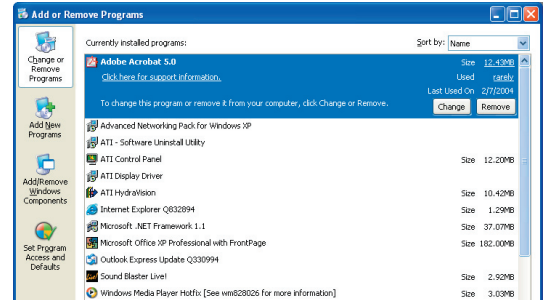 Add or Remove Programs
Change or
Remove
Programs
Add New
Programs
Add/Remove
Windows
Components
Set Program
Access and
Defaults
Currently installed programs:
Sort by: Name
Adobe Acrobat 5.0 Size 12.43MB
Click here for support information. Used rarely
Last Used On 2/7/2004
To change this program or remove it from your computer, click Change or Remove. Change Remove
Advanced Networking Pack for Windows XP
ATI - Software Uninstall Utility
ATI Control Panel Size 12.20MB
ATI Display Driver
ATI HydraVision Size 10.42MB
Internet Explorer Q832894 Size 1.29MB
Microsoft .NET Framework 1.1 Size 37.07MB
Microsoft Office XP Professional with FrontPage Size 182.00MB
Outlook Express Update Q330994
Sound Blaster Live! Size 2.92MB
Windows Media Player Hotfix [See wm828026 for more information] Size 3.03MB